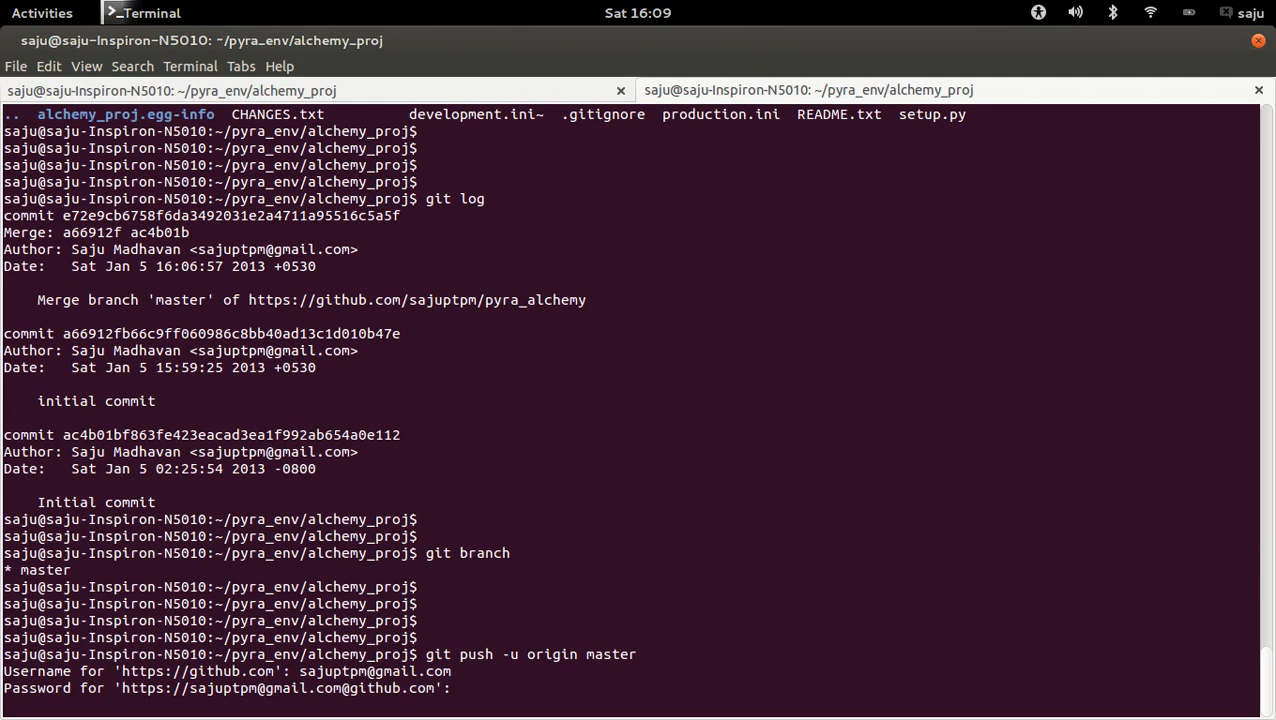 Activities Terminal Sat 16:09 saju
saju@saju-Inspiron-N5010: ~/pyra_env/alchemy_proj
File Edit View Search Terminal Tabs Help
saju@saju-Inspiron-N5010: ~/pyra_env/alchemy_proj saju@saju-Inspiron-N5010: ~/pyra_env/alchemy_proj
.. alchemy_proj.egg-info CHANGES.txt development.ini~ .gitignore production.ini README.txt setup.py
saju@saju-Inspiron-N5010:~/pyra_env/alchemy_proj$
saju@saju-Inspiron-N5010:~/pyra_env/alchemy_proj$
saju@saju-Inspiron-N5010:~/pyra_env/alchemy_proj$
saju@saju-Inspiron-N5010:~/pyra_env/alchemy_proj$
saju@saju-Inspiron-N5010:~/pyra_env/alchemy_proj$ git log
commit e72e9cb6758f6da3492031e2a4711a95516c5a5f
Merge: a66912f ac4b01b
Author: Saju Madhavan <sajuptpm@gmail.com>
Date:   Sat Jan 5 16:06:57 2013 +0530
Merge branch 'master' of https://github.com/sajuptpm/pyra_alchemy
commit a66912fb66c9ff060986c8bb40ad13c1d010b47e
Author: Saju Madhavan <sajuptpm@gmail.com>
Date:   Sat Jan 5 15:59:25 2013 +0530
initial commit
commit ac4b01bf863fe423eacad3ea1f992ab654a0e112
Author: Saju Madhavan <sajuptpm@gmail.com>
Date:   Sat Jan 5 02:25:54 2013 -0800
Initial commit
saju@saju-Inspiron-N5010:~/pyra_env/alchemy_proj$
saju@saju-Inspiron-N5010:~/pyra_env/alchemy_proj$
saju@saju-Inspiron-N5010:~/pyra_env/alchemy_proj$ git branch
* master
saju@saju-Inspiron-N5010:~/pyra_env/alchemy_proj$
saju@saju-Inspiron-N5010:~/pyra_env/alchemy_proj$
saju@saju-Inspiron-N5010:~/pyra_env/alchemy_proj$
saju@saju-Inspiron-N5010:~/pyra_env/alchemy_proj$
saju@saju-Inspiron-N5010:~/pyra_env/alchemy_proj$ git push -u origin master
Username for 'https://github.com': sajuptpm@gmail.com
Password for 'https://sajuptpm@gmail.com@github.com':